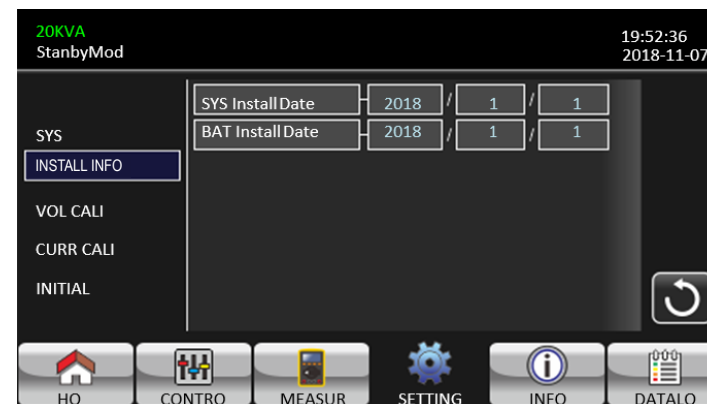 20KVA
StanbyMod
19:52:36
2018-11-07
SYS Install Date 2018 / 1 / 1
BAT Install Date 2018 / 1 / 1
SYS
INSTALL INFO
VOL CALI
CURR CALI
INITIAL
HO CONTRO MEASUR SETTING INFO DATALO